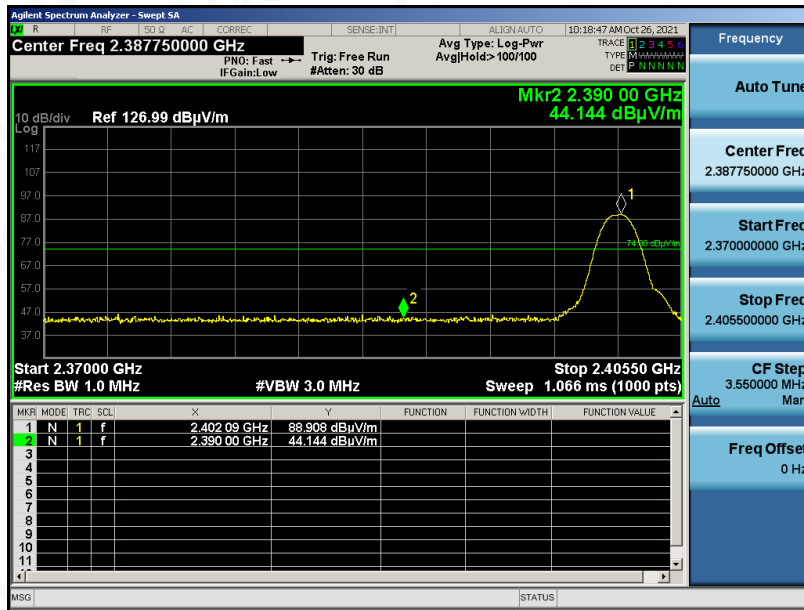 Agilent Spectrum Analyzer - Swept SA
LXI R RF 50 Ω AC CORREC SENSE:INT ALIGN AUTO 10:18:47 AM Oct 26, 2021
Center Freq 2.387750000 GHz
PNO: Fast
IFGain:Low
Trig: Free Run
#Atten: 30 dB
Avg Type: Log-Pwr
Avg|Hold:>100/100
TRACE 1 2 3 4 5 6
TYPE M
DET P N N N N N
Mkr2 2.390 00 GHz
44.144 dBµV/m
10 dB/div Ref 126.99 dBµV/m
Log
117
107
97.0
87.0
77.0
67.0
57.0
47.0
37.0
1
74.00 dBµV/m
2
Start 2.37000 GHz Stop 2.40550 GHz
#Res BW 1.0 MHz #VBW 3.0 MHz Sweep 1.066 ms (1000 pts)
MKR MODE TRC SCL X Y FUNCTION FUNCTION WIDTH FUNCTION VALUE
1 N 1 f 2.402 09 GHz 88.908 dBµV/m
2 N 1 f 2.390 00 GHz 44.144 dBµV/m
3
4
5
6
7
8
9
10
11
MSG STATUS
Frequency
Auto Tune
Center Freq
2.387750000 GHz
Start Freq
2.370000000 GHz
Stop Freq
2.405500000 GHz
CF Step
3.550000 MHz
Auto Man
Freq Offset
0 Hz